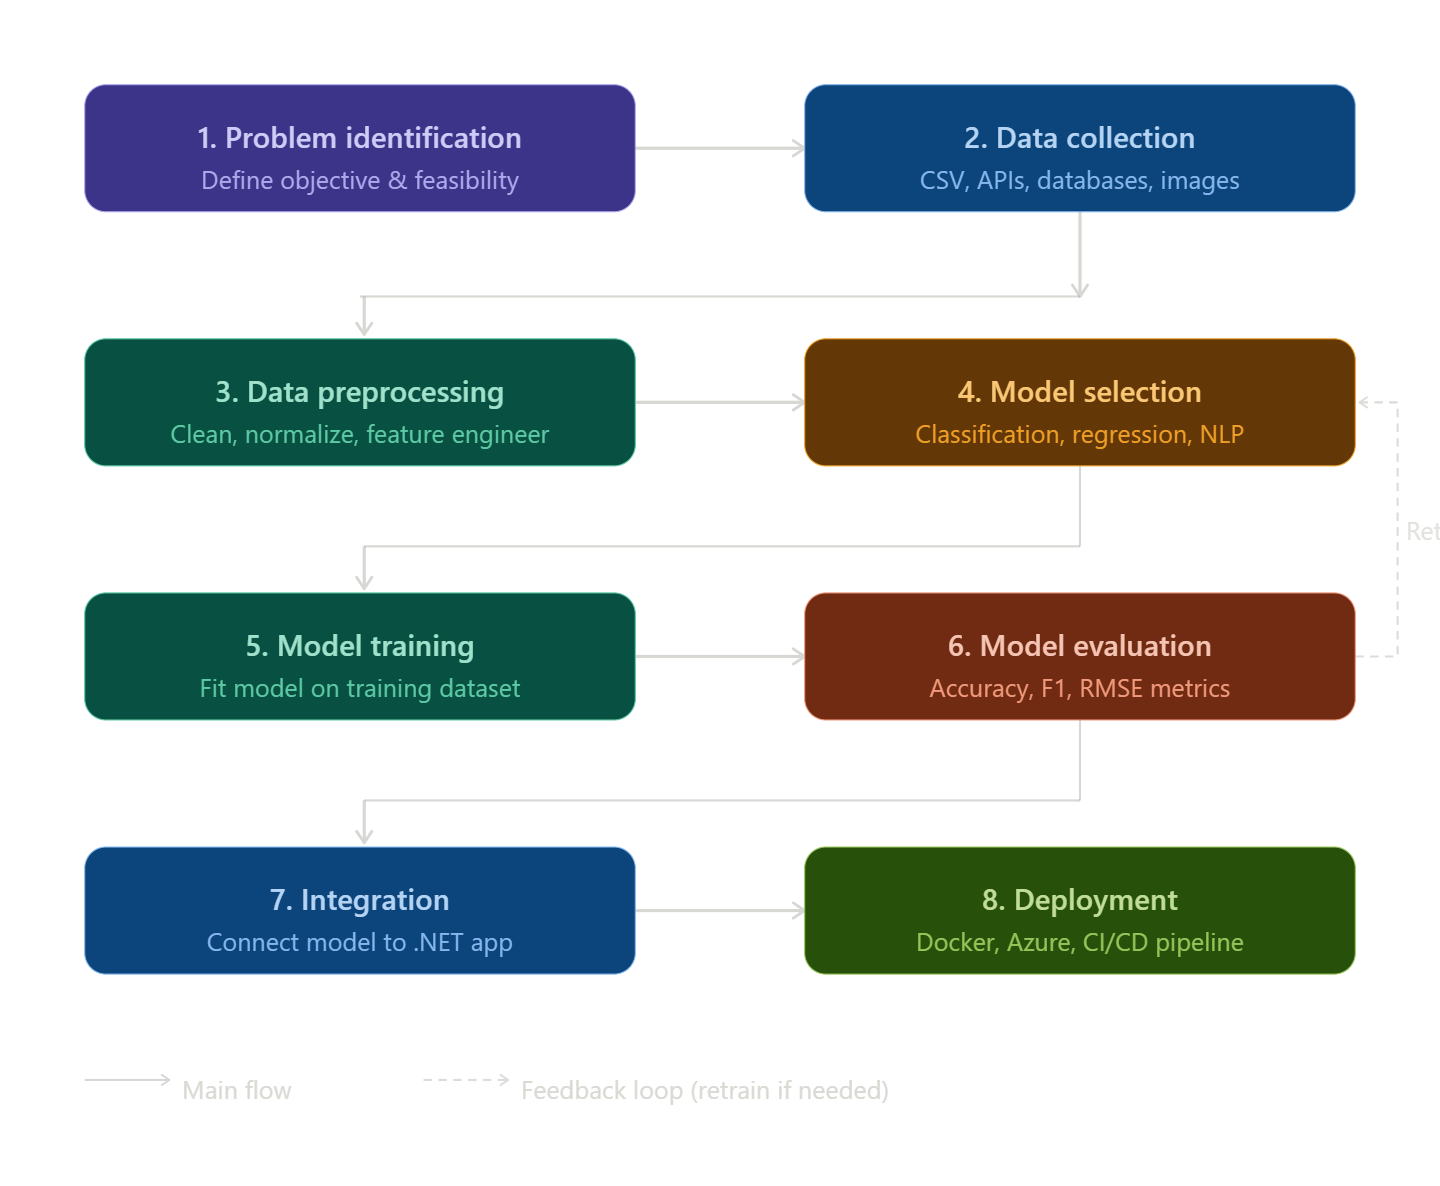 1. Problem identification
Define objective & feasibility
2. Data collection
CSV, APIs, databases, images
3. Data preprocessing
Clean, normalize, feature engineer
4. Model selection
Classification, regression, NLP
Ret
5. Model training
Fit model on training dataset
6. Model evaluation
Accuracy, F1, RMSE metrics
7. Integration
Connect model to .NET app
8. Deployment
Docker, Azure, CI/CD pipeline
Main flow
Feedback loop (retrain if needed)